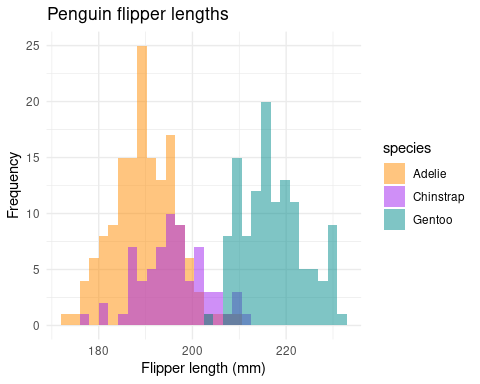 Penguin flipper lengths
25
20
15
10
5
0
Frequency
180
200
220
Flipper length (mm)
species
Adelie
Chinstrap
Gentoo